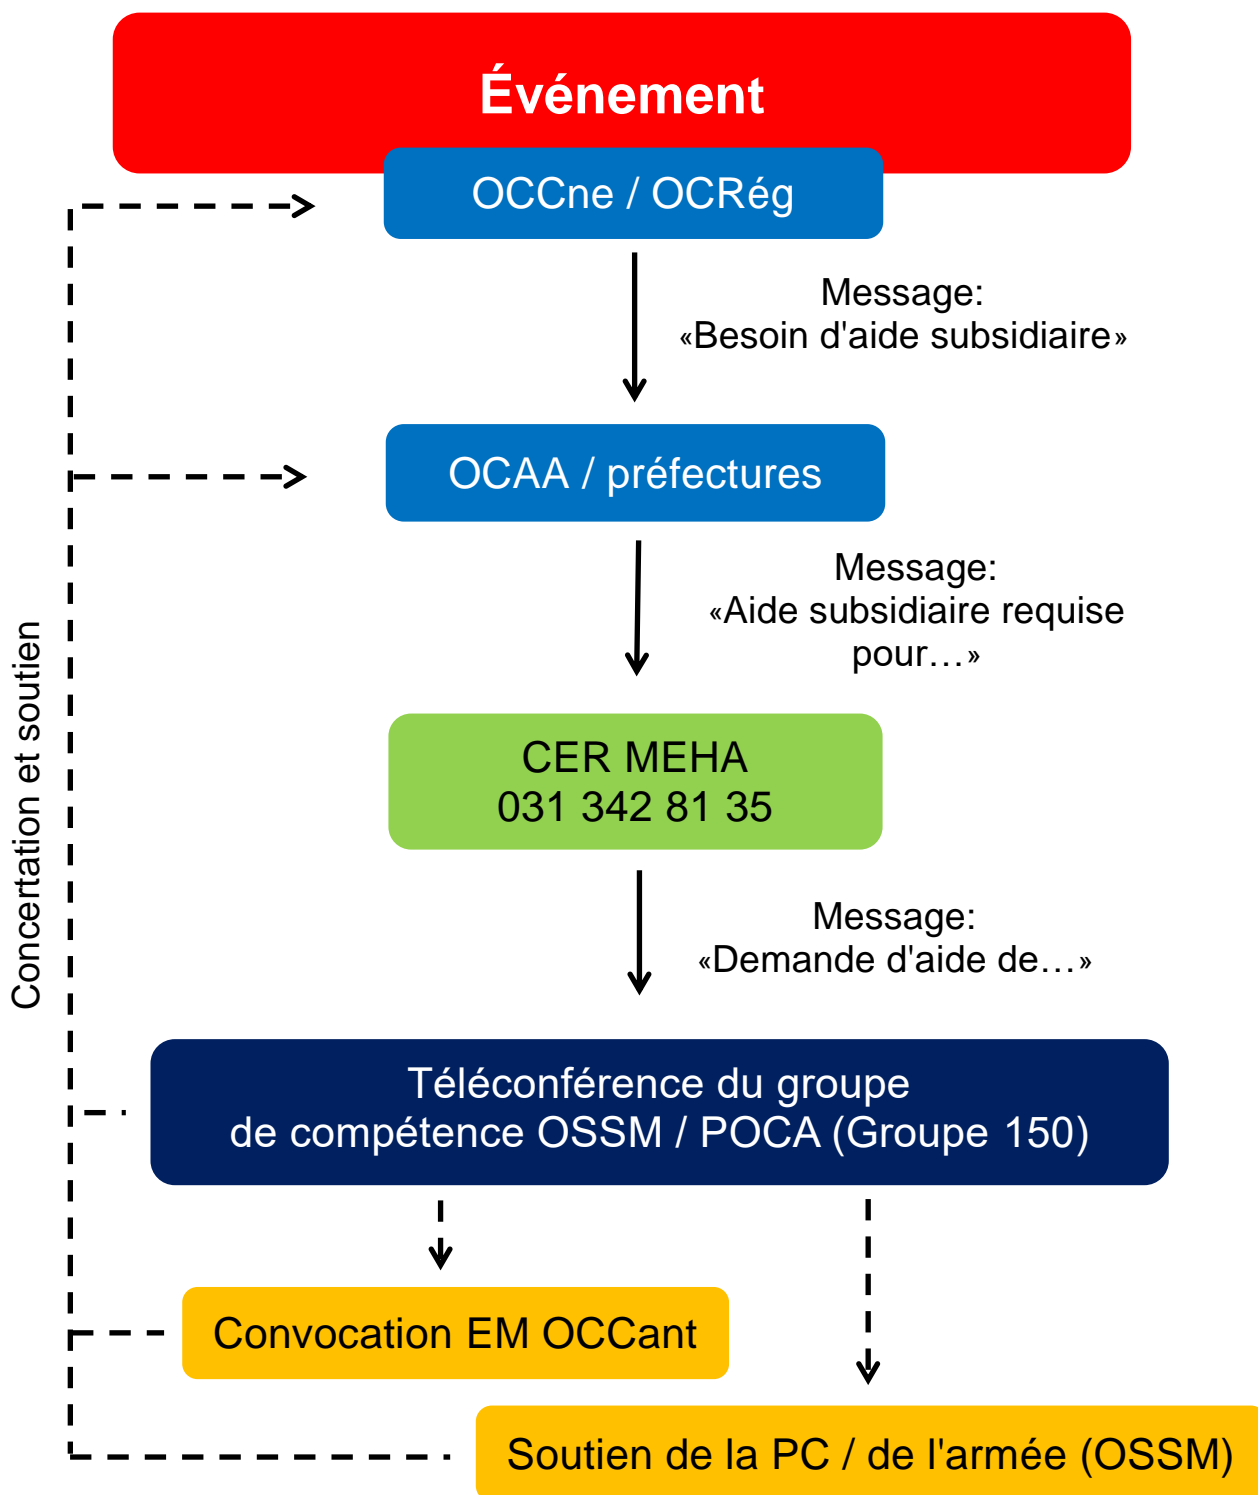 Événement
OCCne / OCRég
Message:
«Besoin d'aide subsidiaire»
OCAA / préfectures
Message:
«Aide subsidiaire requise
pour…»
Concertation et soutien
CER MEHA
031 342 81 35
Message:
«Demande d'aide de…»
Téléconférence du groupe
de compétence OSSM / POCA (Groupe 150)
Convocation EM OCCant
Soutien de la PC / de l'armée (OSSM)